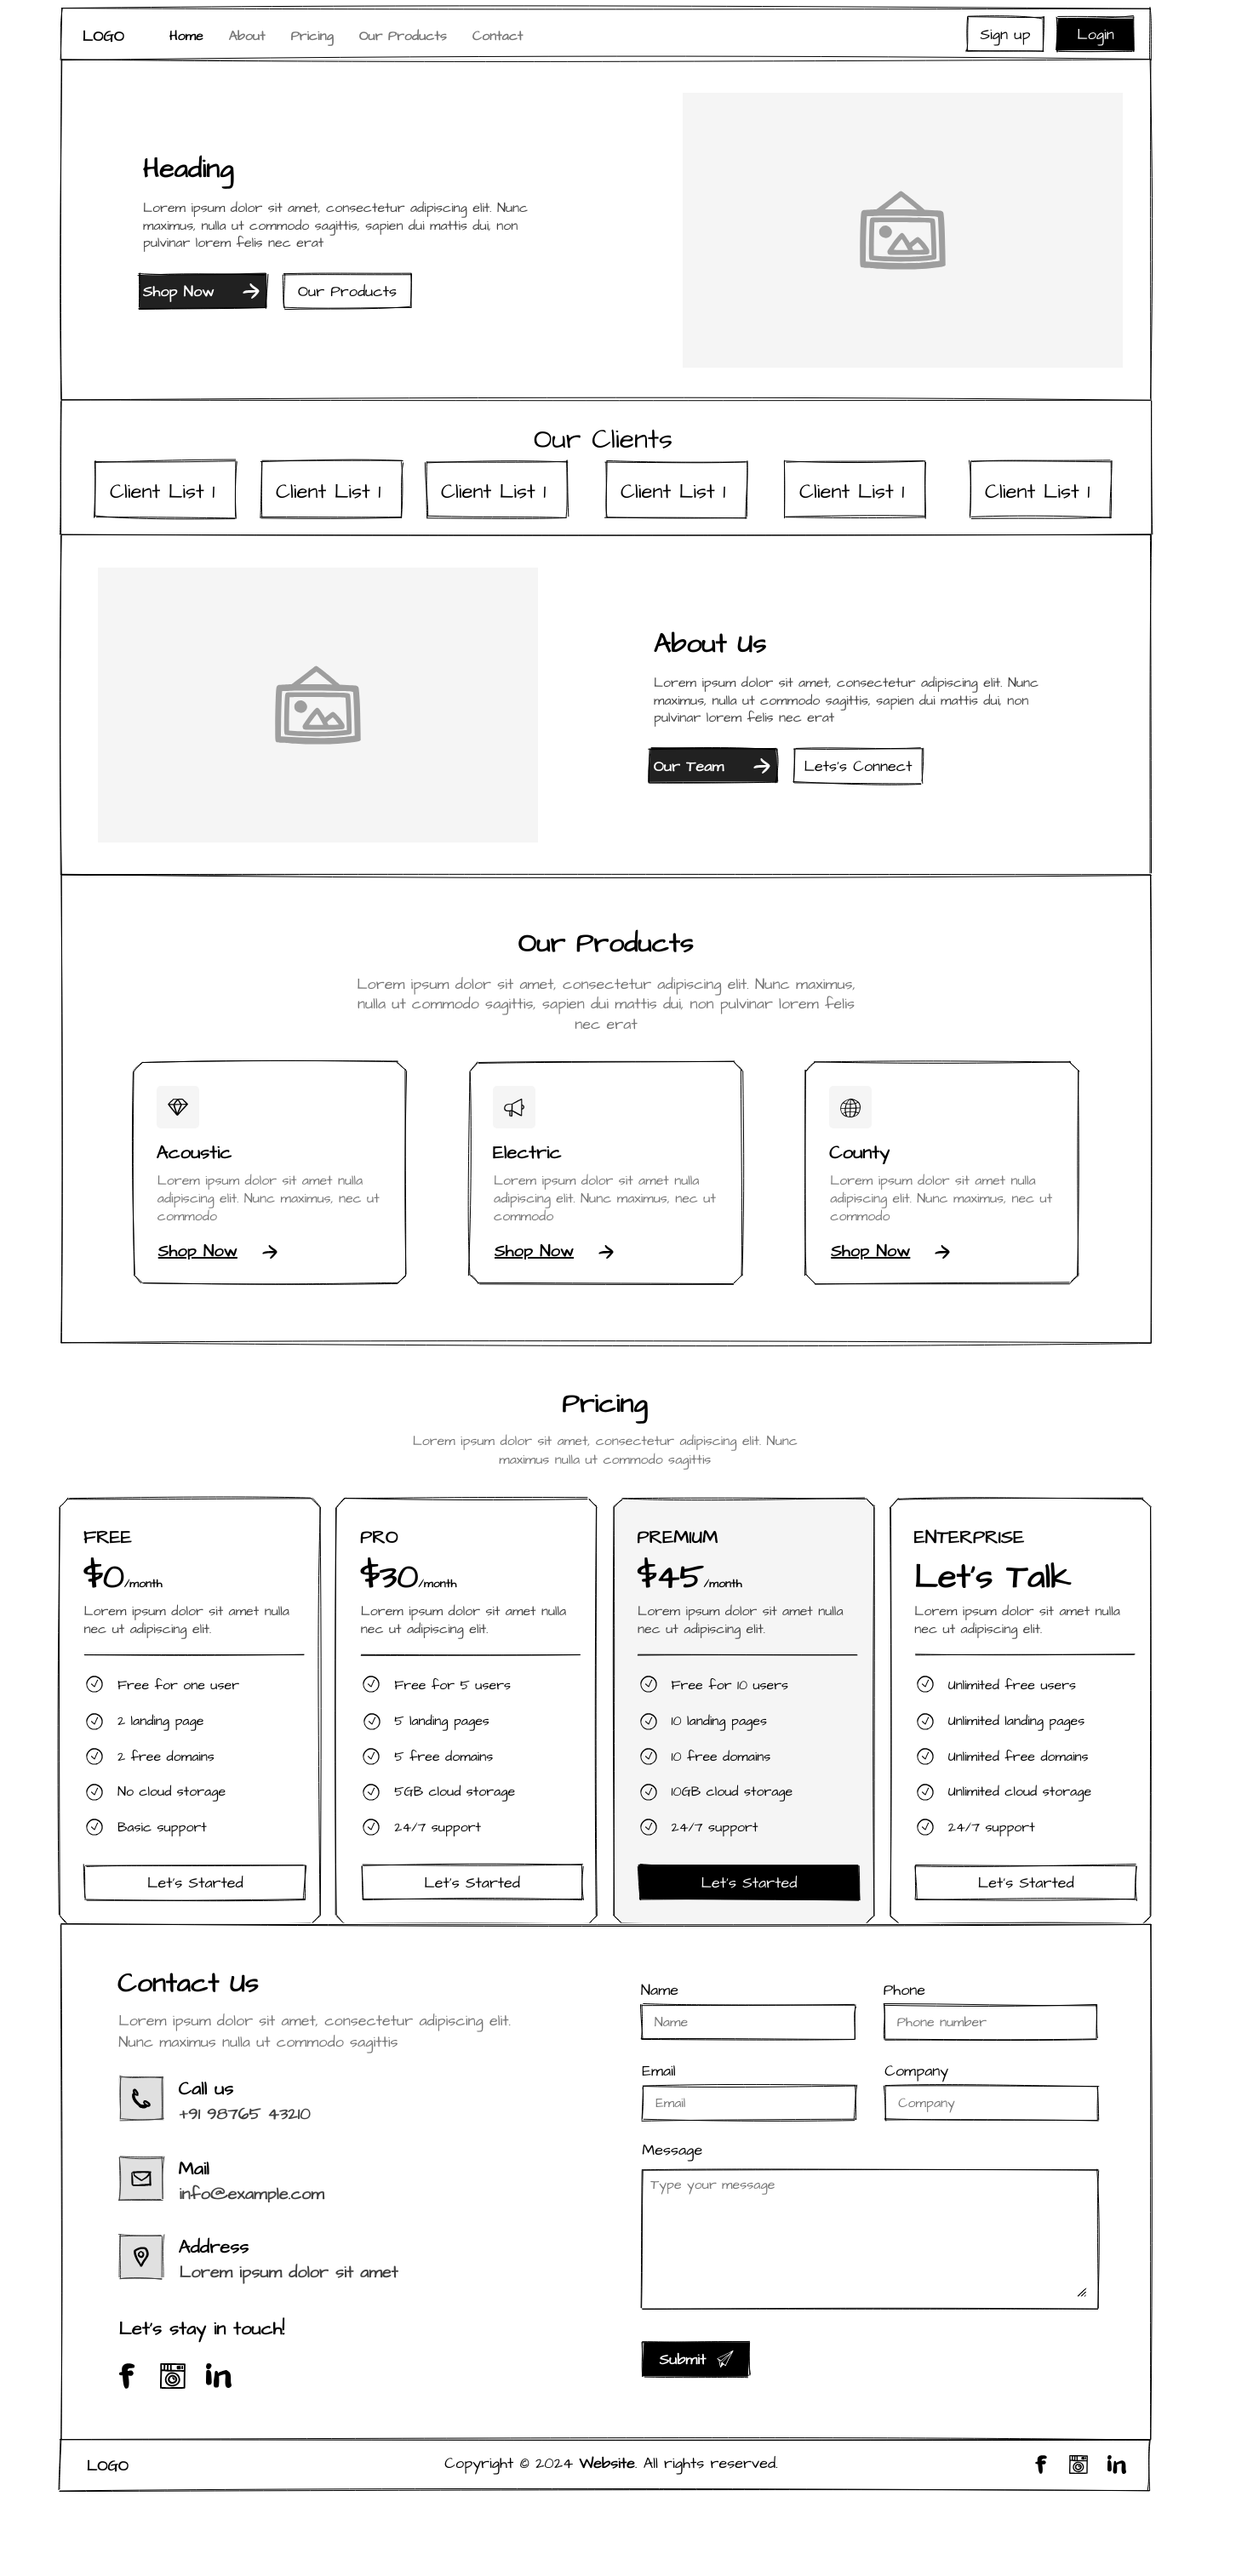 LOGO Home About Pricing Our Products Contact Sign up Login
Heading
Lorem ipsum dolor sit amet, consectetur adipiscing elit. Nunc
maximus, nulla ut commodo sagittis, sapien dui mattis dui, non
pulvinar lorem felis nec erat
Shop Now Our Products
Our Clients
Client List 1 Client List 1 Client List 1 Client List 1 Client List 1 Client List 1
About Us
Lorem ipsum dolor sit amet, consectetur adipiscing elit. Nunc
maximus, nulla ut commodo sagittis, sapien dui mattis dui, non
pulvinar lorem felis nec erat
Our Team Lets's Connect
Our Products
Lorem ipsum dolor sit amet, consectetur adipiscing elit. Nunc maximus,
nulla ut commodo sagittis, sapien dui mattis dui, non pulvinar lorem felis
nec erat
Acoustic
Lorem ipsum dolor sit amet nulla
adipiscing elit. Nunc maximus, nec ut
commodo
Shop Now
Electric
Lorem ipsum dolor sit amet nulla
adipiscing elit. Nunc maximus, nec ut
commodo
Shop Now
County
Lorem ipsum dolor sit amet nulla
adipiscing elit. Nunc maximus, nec ut
commodo
Shop Now
Pricing
Lorem ipsum dolor sit amet, consectetur adipiscing elit. Nunc
maximus nulla ut commodo sagittis
FREE
$0/month
Lorem ipsum dolor sit amet nulla
nec ut adipiscing elit.
Free for one user
2 landing page
2 free domains
No cloud storage
Basic support
Let's Started
PRO
$30/month
Lorem ipsum dolor sit amet nulla
nec ut adipiscing elit.
Free for 5 users
5 landing pages
5 free domains
5GB cloud storage
24/7 support
Let's Started
PREMIUM
$45/month
Lorem ipsum dolor sit amet nulla
nec ut adipiscing elit.
Free for 10 users
10 landing pages
10 free domains
10GB cloud storage
24/7 support
Let's Started
ENTERPRISE
Let's Talk
Lorem ipsum dolor sit amet nulla
nec ut adipiscing elit.
Unlimited free users
Unlimited landing pages
Unlimited free domains
Unlimited cloud storage
24/7 support
Let's Started
Contact Us
Lorem ipsum dolor sit amet, consectetur adipiscing elit.
Nunc maximus nulla ut commodo sagittis
Call us
+91 98765 43210
Mail
info@example.com
Address
Lorem ipsum dolor sit amet
Let's stay in touch!
f in
Name Phone
Name Phone number
Email Company
Email Company
Message
Type your message
Submit
LOGO Copyright © 2024 Website. All rights reserved. f in